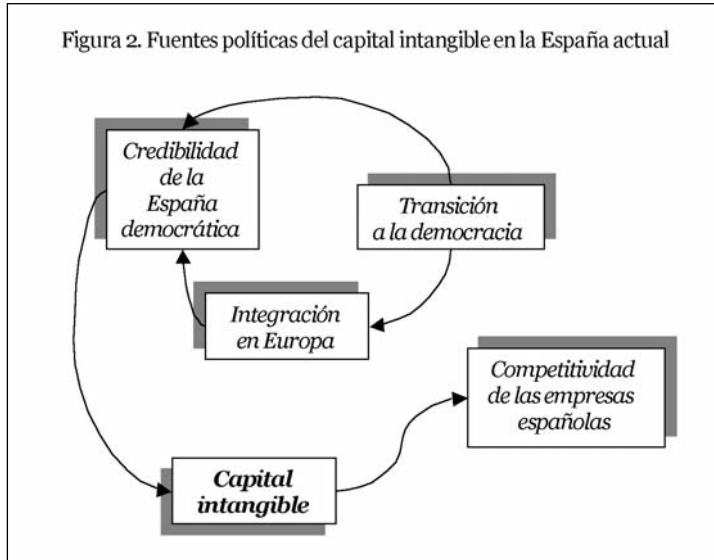 Figura 2. Fuentes políticas del capital intangible en la España actual
Credibilidad
de la
España
democrática
Transición
a la democracia
Integración
en Europa
Competitividad
de las empresas
españolas
Capital
intangible